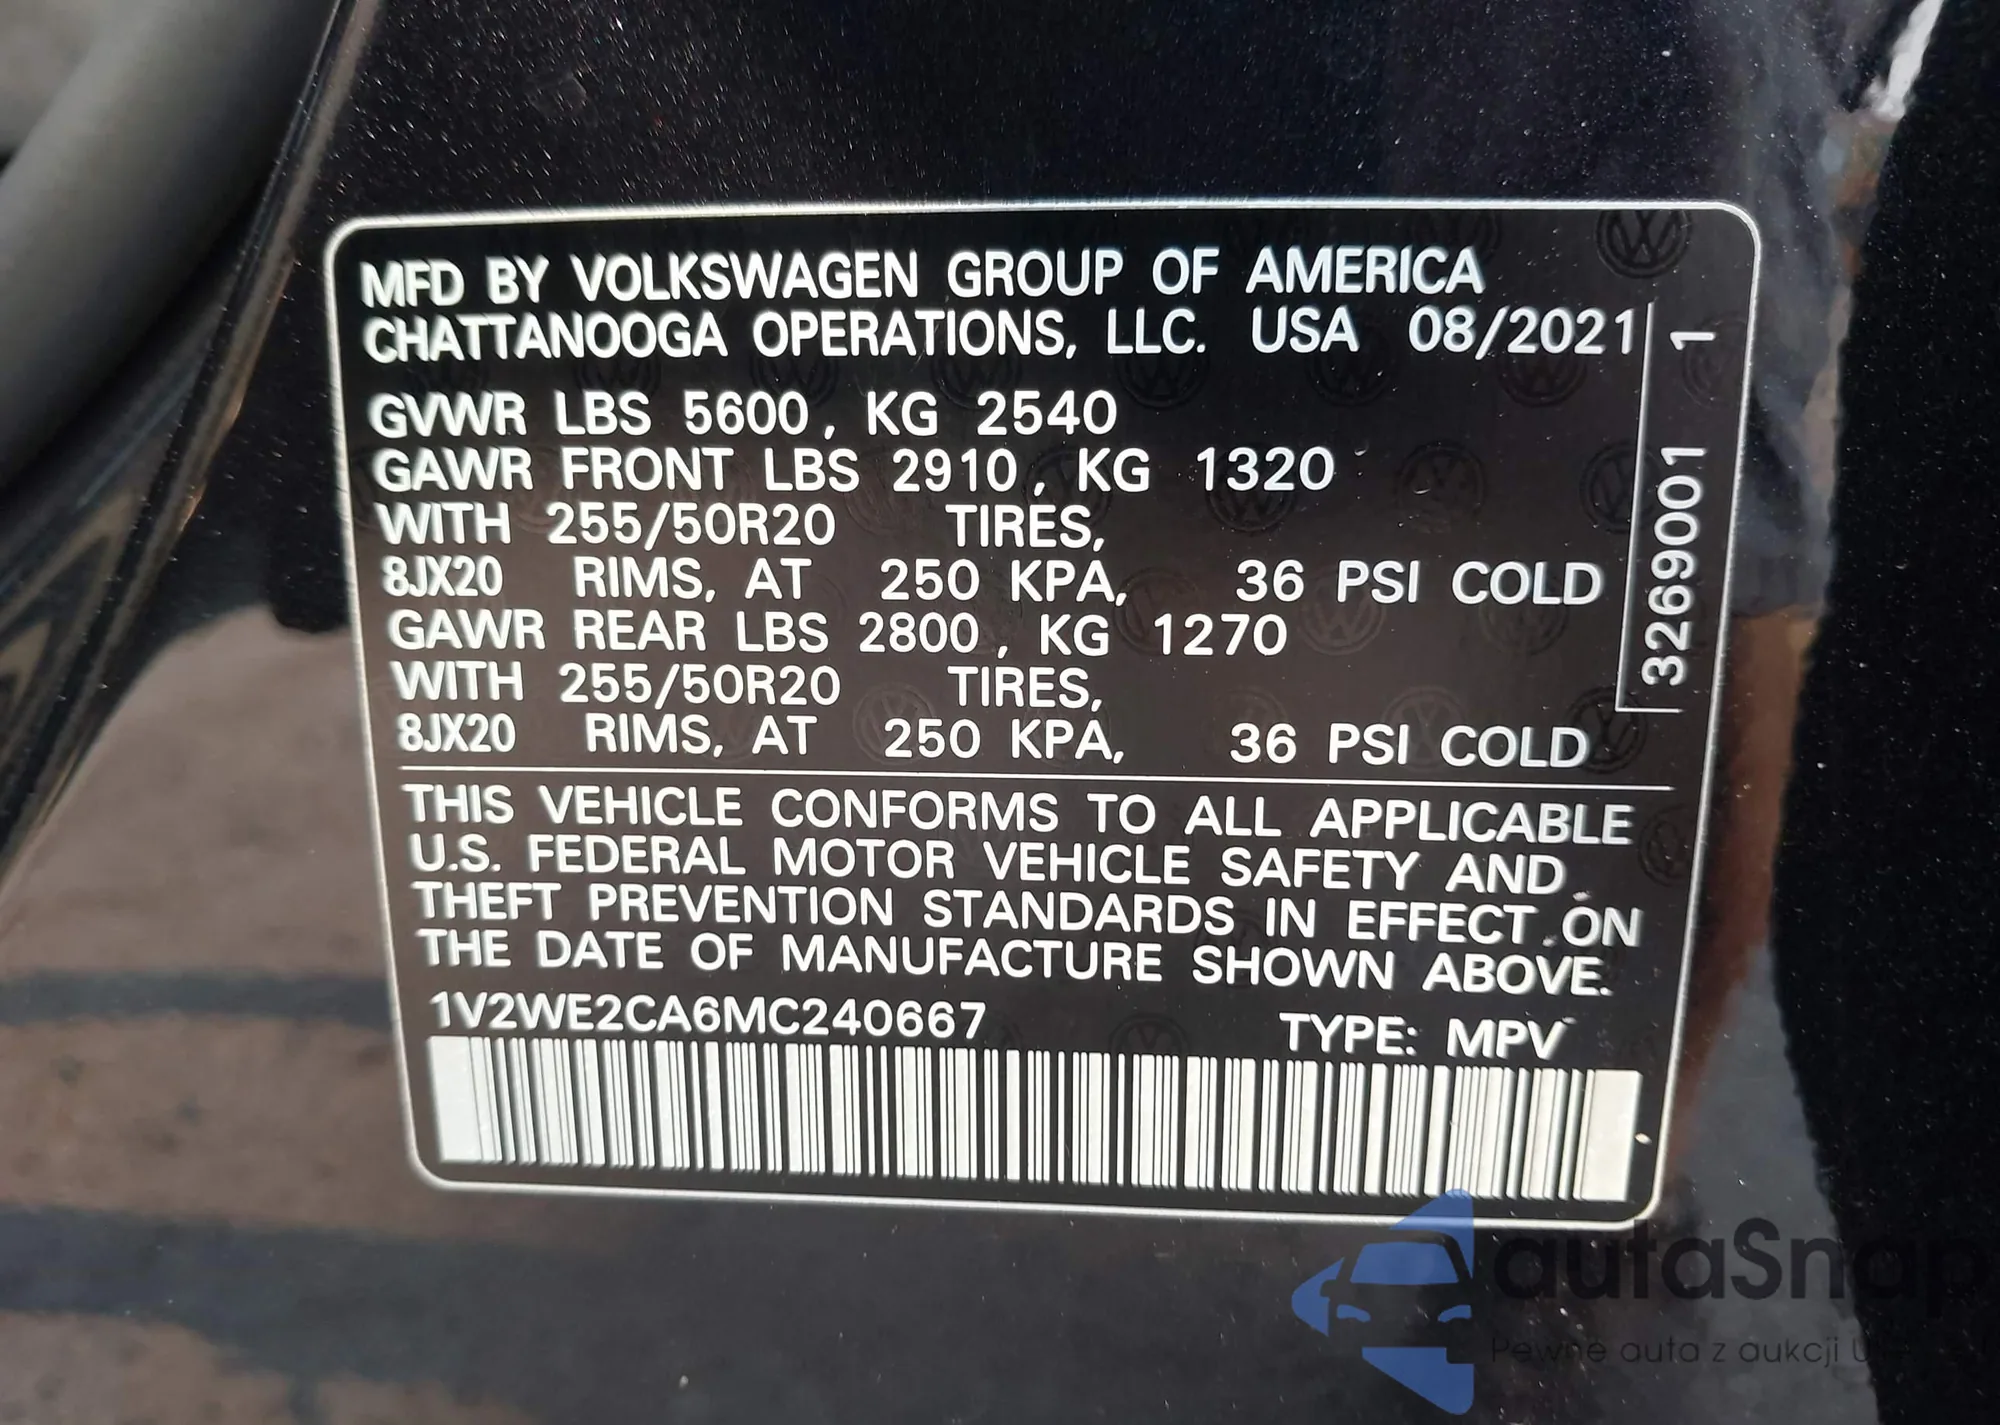 MFD BY VOLKSWAGEN GROUP OF AMERICA
CHATTANOOGA OPERATIONS, LLC. USA 08/2021
GVWR LBS 5600, KG 2540
GAWR FRONT LBS 2910, KG 1320
WITH 255/50R20 TIRES,
8JX20 RIMS, AT 250 KPA, 36 PSI COLD
GAWR REAR LBS 2800, KG 1270
WITH 255/50R20 TIRES,
8JX20 RIMS, AT 250 KPA, 36 PSI COLD
3269001 1
THIS VEHICLE CONFORMS TO ALL APPLICABLE
U.S. FEDERAL MOTOR VEHICLE SAFETY AND
THEFT PREVENTION STANDARDS IN EFFECT ON
THE DATE OF MANUFACTURE SHOWN ABOVE.
1V2WE2CA6MC240667 TYPE: MPV
autaSnap
Pewne auta z aukcji